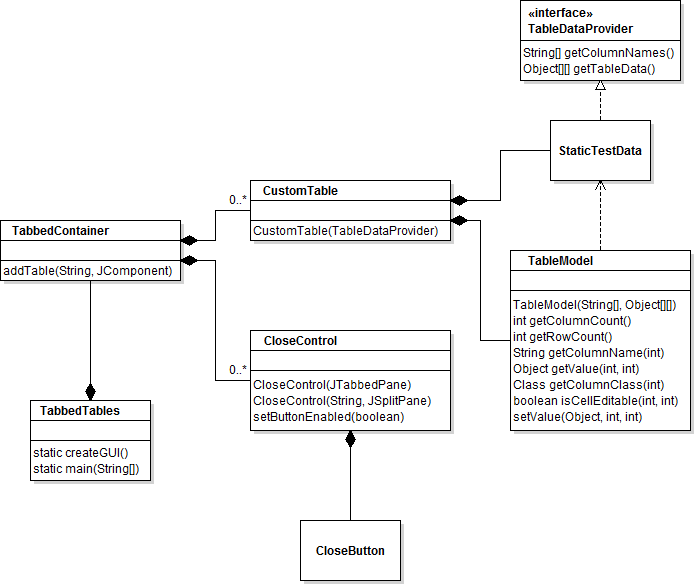 «interface»
TableDataProvider
String[] getColumnNames()
Object[][] getTableData()
StaticTestData
CustomTable
CustomTable(TableDataProvider)
0..*
TabbedContainer
addTable(String, JComponent)
TableModel
TableModel(String[], Object[][])
int getColumnCount()
int getRowCount()
String getColumnName(int)
Object getValue(int, int)
Class getColumnClass(int)
boolean isCellEditable(int, int)
setValue(Object, int, int)
CloseControl
CloseControl(JTabbedPane)
CloseControl(String, JSplitPane)
setButtonEnabled(boolean)
0..*
TabbedTables
static createGUI()
static main(String[])
CloseButton